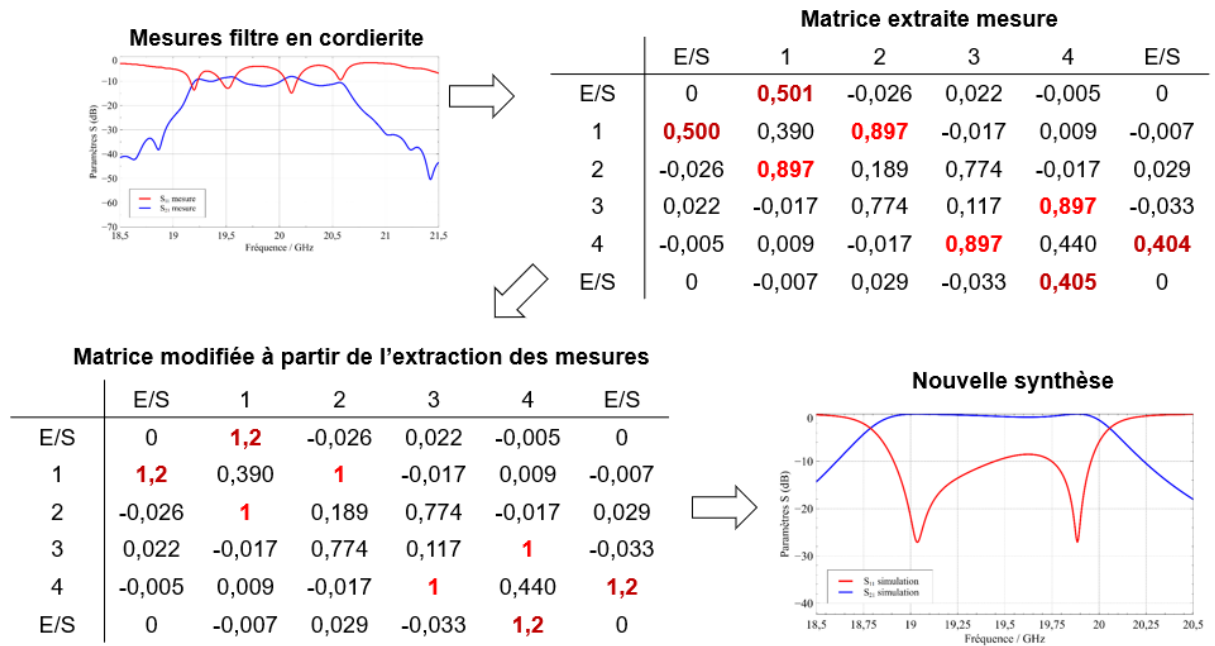 Mesures filtre en cordierite
Paramètres S (dB)
0
−10
−20
−30
−40
−50
−60
−70
18,5 19 19,5 20 20,5 21 21,5
Fréquence / GHz
S₁₁ mesure
S₂₁ mesure
Matrice extraite mesure
E/S 1 2 3 4 E/S
E/S 0 0,501 -0,026 0,022 -0,005 0
1 0,500 0,390 0,897 -0,017 0,009 -0,007
2 -0,026 0,897 0,189 0,774 -0,017 0,029
3 0,022 -0,017 0,774 0,117 0,897 -0,033
4 -0,005 0,009 -0,017 0,897 0,440 0,404
E/S 0 -0,007 0,029 -0,033 0,405 0
Matrice modifiée à partir de l’extraction des mesures
E/S 1 2 3 4 E/S
E/S 0 1,2 -0,026 0,022 -0,005 0
1 1,2 0,390 1 -0,017 0,009 -0,007
2 -0,026 1 0,189 0,774 -0,017 0,029
3 0,022 -0,017 0,774 0,117 1 -0,033
4 -0,005 0,009 -0,017 1 0,440 1,2
E/S 0 -0,007 0,029 -0,033 1,2 0
Nouvelle synthèse
Paramètres S (dB)
0
−10
−20
−30
−40
18,5 18,75 19 19,25 19,5 19,75 20 20,25 20,5
Fréquence / GHz
S₁₁ simulation
S₂₁ simulation